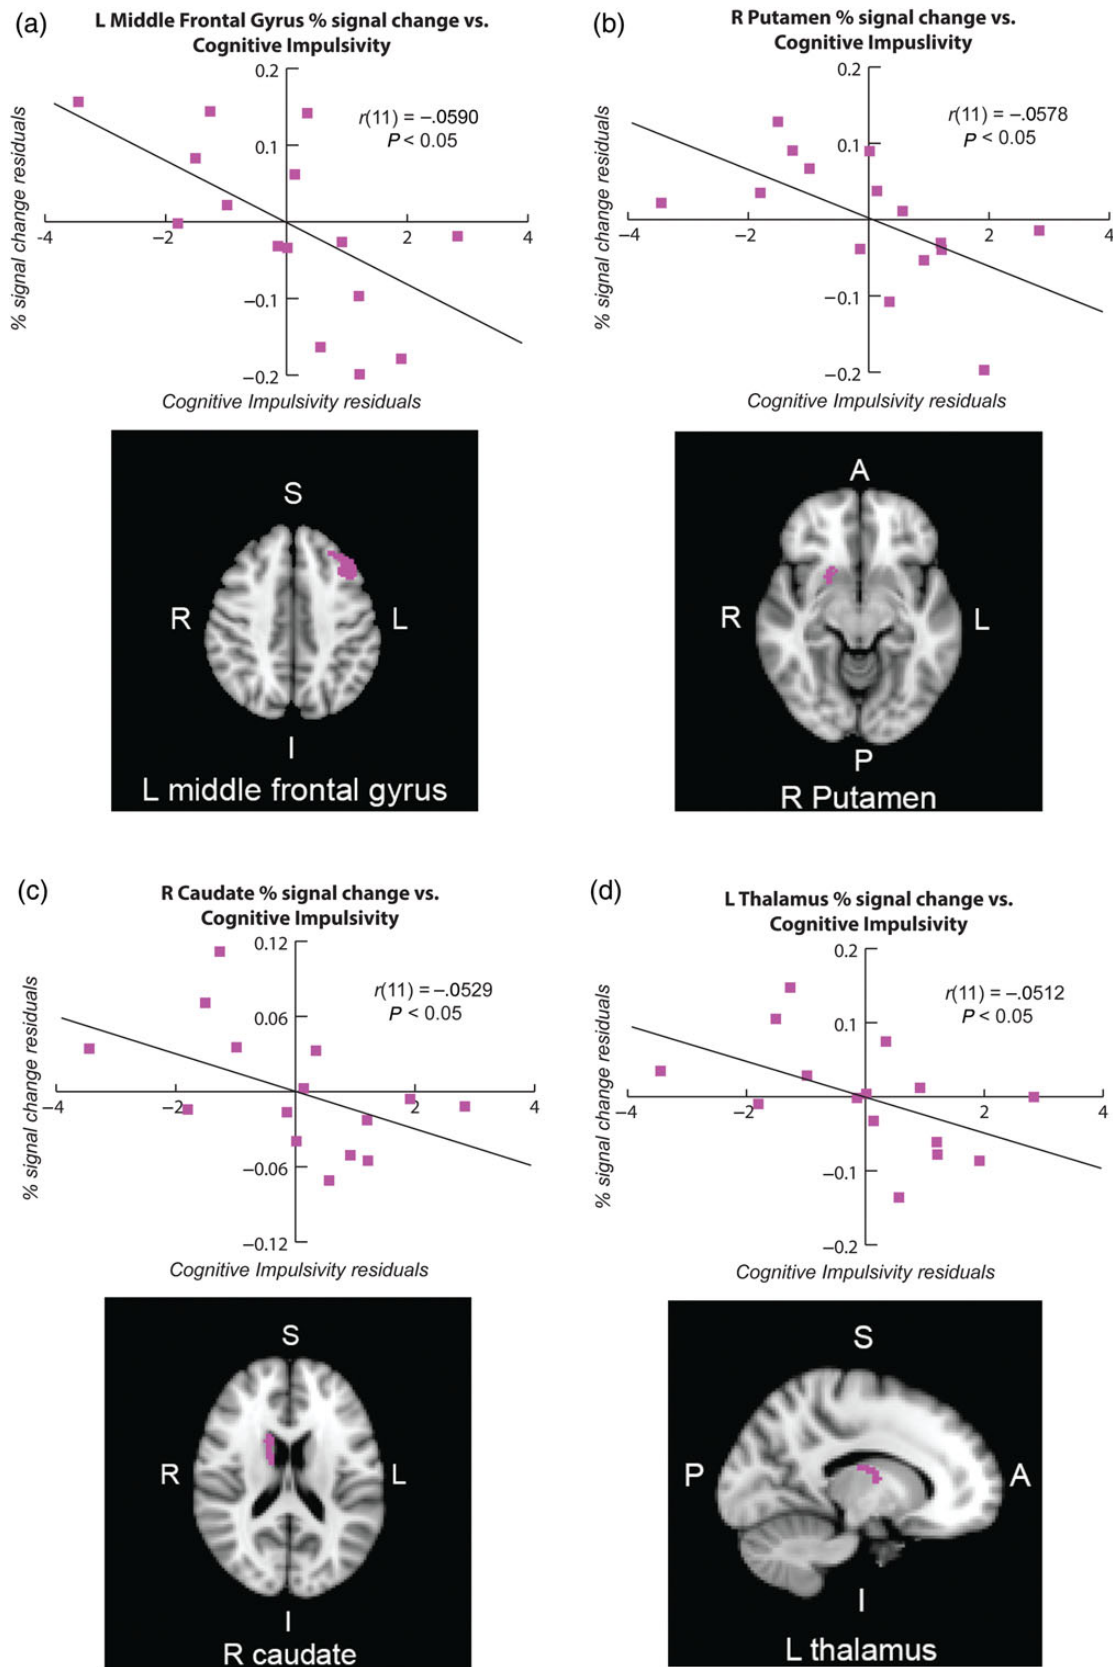 (a)
L Middle Frontal Gyrus % signal change vs.
Cognitive Impulsivity
% signal change residuals
0.2
0.1
−0.1
−0.2
−4
−2
0
2
4
r(11) = −.0590
P < 0.05
Cognitive Impulsivity residuals
S
R
L
I
L middle frontal gyrus
(b)
R Putamen % signal change vs.
Cognitive Impuslivity
% signal change residuals
0.2
0.1
−0.1
−0.2
−4
−2
0
2
4
r(11) = −.0578
P < 0.05
Cognitive Impulsivity residuals
A
R
L
P
R Putamen
(c)
R Caudate % signal change vs.
Cognitive Impulsivity
% signal change residuals
0.12
0.06
−0.06
−0.12
−4
−2
0
2
4
r(11) = −.0529
P < 0.05
Cognitive Impulsivity residuals
S
R
L
I
R caudate
(d)
L Thalamus % signal change vs.
Cognitive Impulsivity
% signal change residuals
0.2
0.1
−0.1
−0.2
−4
−2
0
2
4
r(11) = −.0512
P < 0.05
Cognitive Impulsivity residuals
S
P
A
I
L thalamus